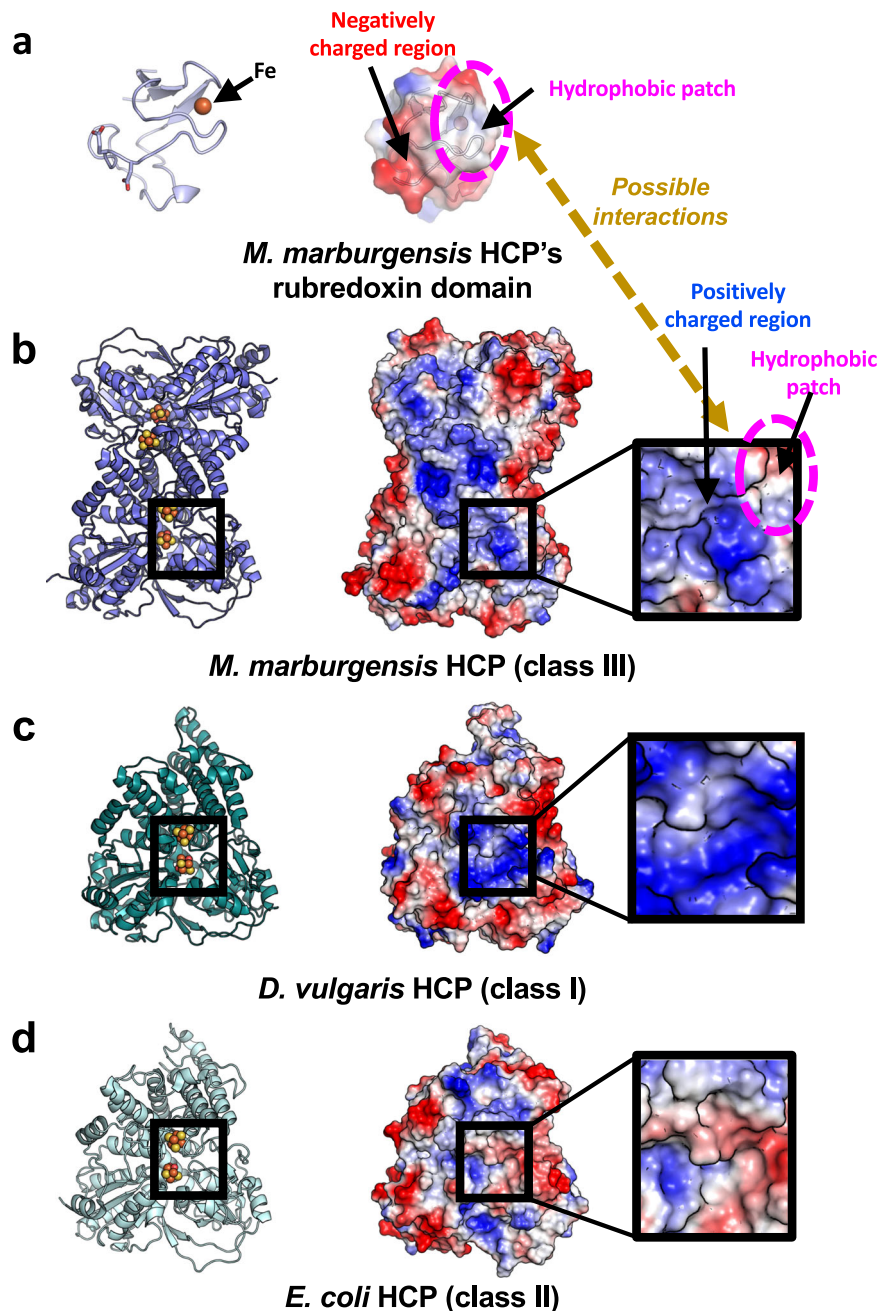 a
Fe
Negatively
charged region
Hydrophobic patch
Possible
interactions
M. marburgensis HCP's
rubredoxin domain
Positively
charged region
Hydrophobic
patch
b
M. marburgensis HCP (class III)
c
D. vulgaris HCP (class I)
d
E. coli HCP (class II)